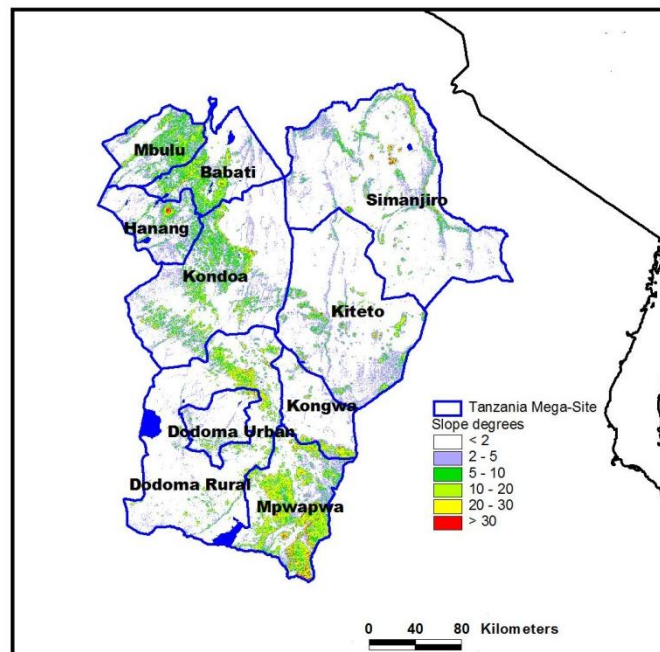 Mbulu
Babati
Simanjiro
Hanang
Kondoa
Kiteto
Kongwa
Dodoma Urban
Dodoma Rural
Mpwapwa
Tanzania Mega-Site
Slope degrees
< 2
2 - 5
5 - 10
10 - 20
20 - 30
> 30
0 40 80 Kilometers